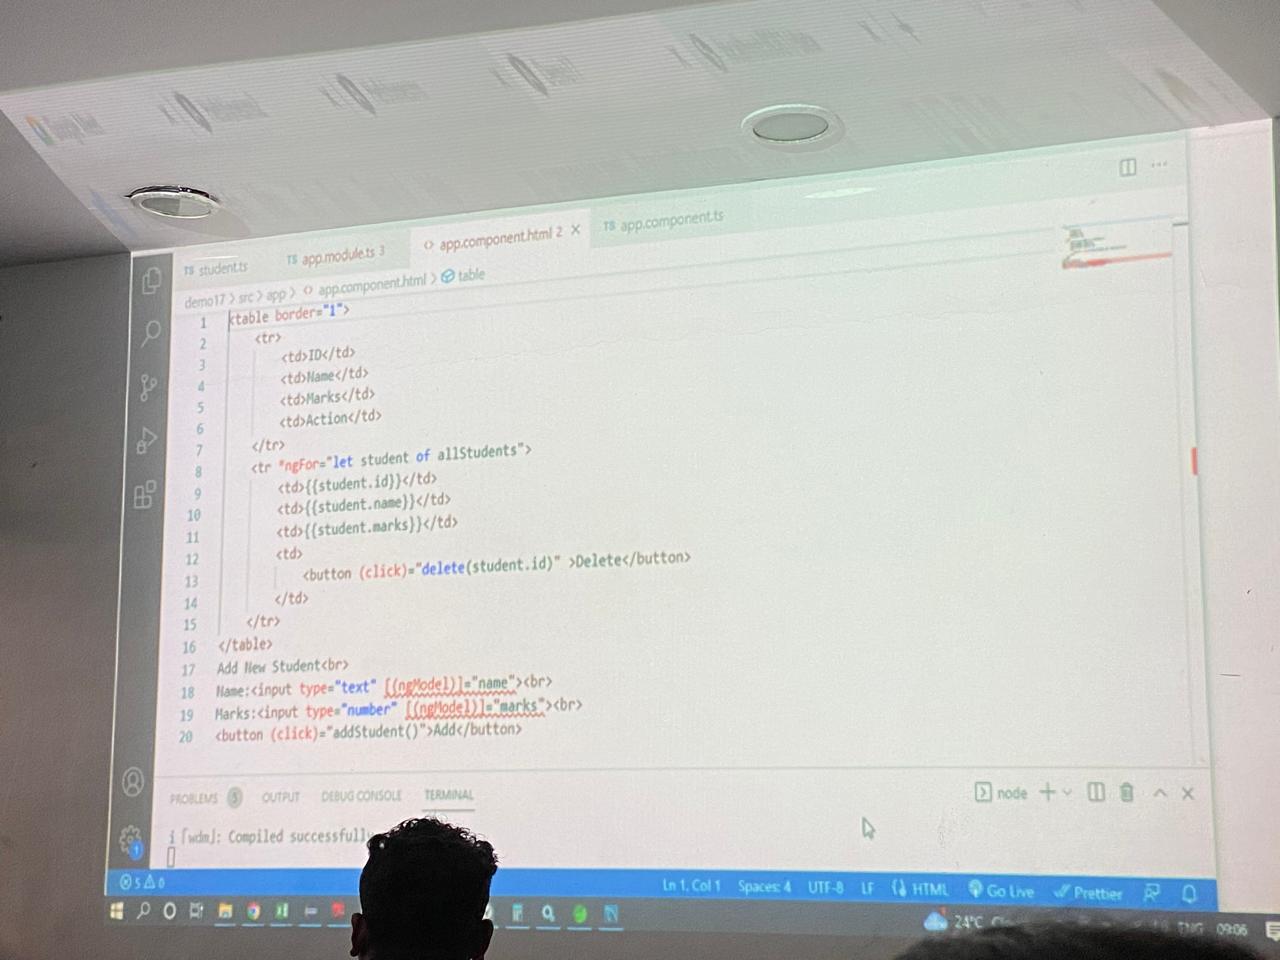 TS student.ts
TS app.module.ts 3
<> app.component.html 2 ×
TS app.component.ts
demo17 > src > app > <> app.component.html > table
1 <table border="1">
2 <tr>
3 <td>ID</td>
4 <td>Name</td>
5 <td>Marks</td>
6 <td>Action</td>
7 </tr>
8 <tr *ngFor="let student of allStudents">
9 <td>{{student.id}}</td>
10 <td>{{student.name}}</td>
11 <td>{{student.marks}}</td>
12 <td>
13 <button (click)="delete(student.id)" >Delete</button>
14 </td>
15 </tr>
16 </table>
17 Add New Student<br>
18 Name:<input type="text" [(ngModel)]="name"><br>
19 Marks:<input type="number" [(ngModel)]="marks"><br>
20 <button (click)="addStudent()">Add</button>
PROBLEMS 5 OUTPUT DEBUG CONSOLE TERMINAL
node
i ｢wdm｣: Compiled successfully
5 0 Ln 1, Col 1 Spaces: 4 UTF-8 LF HTML Go Live Prettier
24°C ENG 09:06